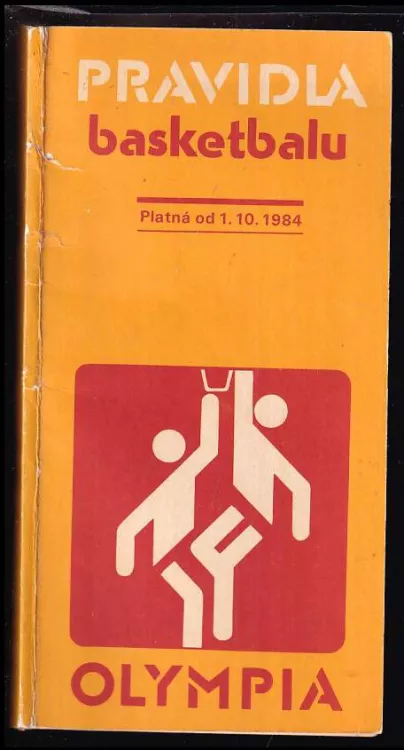 PRAVIDLA
basketbalu
Platná od 1.10.1984
OLYMPIA